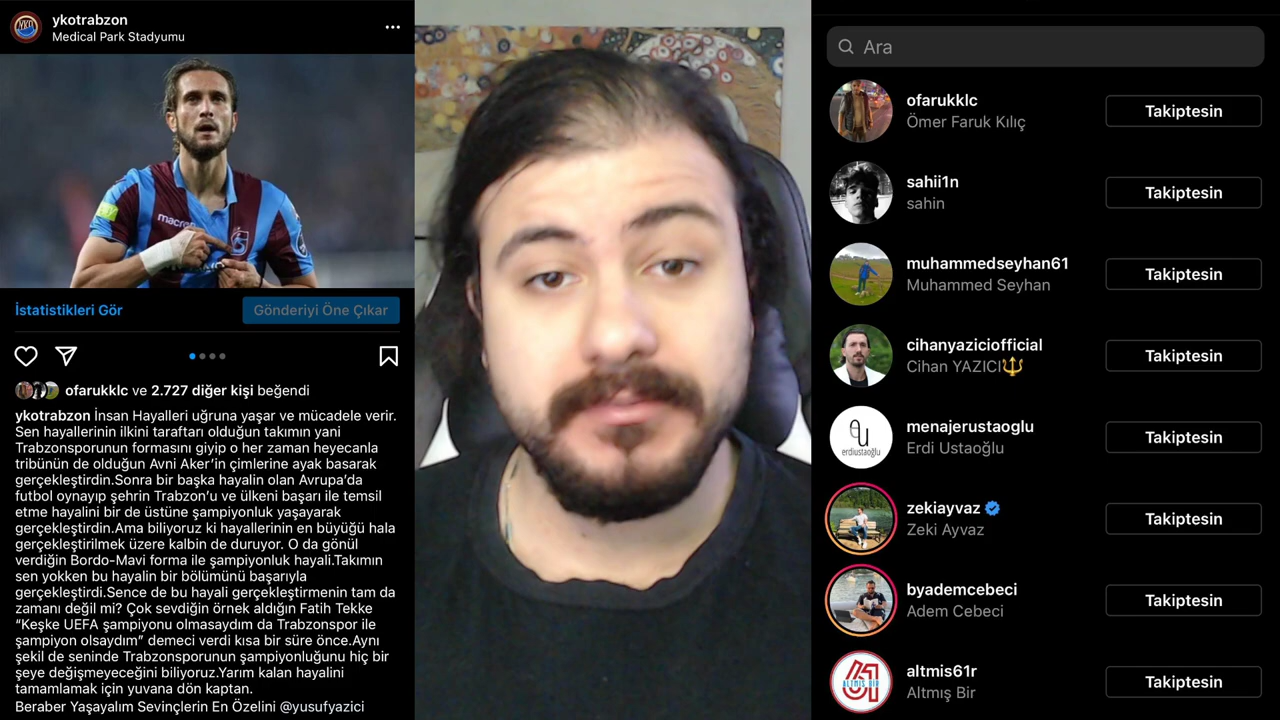 ykotrabzon
Medical Park Stadyumu
macron
İstatistikleri Gör
Gönderiyi Öne Çıkar
ofarukklc ve 2.727 diğer kişi beğendi
ykotrabzon İnsan Hayalleri uğruna yaşar ve mücadele verir.
Sen hayallerinin ilkini taraftarı olduğun takımın yani
Trabzonsporunun formasını giyip o her zaman heyecanla
tribünün de olduğun Avni Aker'in çimlerine ayak basarak
gerçekleştirdin.Sonra bir başka hayalin olan Avrupa'da
futbol oynayıp şehrin Trabzon'u ve ülkeni başarı ile temsil
etme hayalini bir de üstüne şampiyonluk yaşayarak
gerçekleştirdin.Ama biliyoruz ki hayallerinin en büyüğü hala
gerçekleştirilmek üzere kalbin de duruyor. O da gönül
verdiğin Bordo-Mavi forma ile şampiyonluk hayali.Takımın
sen yokken bu hayalin bir bölümünü başarıyla
gerçekleştirdi.Sence de bu hayali gerçekleştirmenin tam da
zamanı değil mi? Çok sevdiğin örnek aldığın Fatih Tekke
“Keşke UEFA şampiyonu olmasaydım da Trabzonspor ile
şampiyon olsaydım” demeci verdi kısa bir süre önce.Aynı
şekil de seninde Trabzonsporunun şampiyonluğunu hiç bir
şeye değişmeyeceğini biliyoruz.Yarım kalan hayalini
tamamlamak için yuvana dön kaptan.
Beraber Yaşayalım Sevinçlerin En Özelini @yusufyazici
Ara
ofarukklc
Ömer Faruk Kılıç
Takiptesin
sahii1n
sahin
Takiptesin
muhammedseyhan61
Muhammed Seyhan
Takiptesin
cihanyaziciofficial
Cihan YAZICI🔱
Takiptesin
menajerustaoglu
Erdi Ustaoğlu
Takiptesin
eu
erdiustaoğlu
zekiayvaz
Zeki Ayvaz
Takiptesin
byademcebeci
Adem Cebeci
Takiptesin
altmis61r
Altmış Bir
Takiptesin
61
ALTMIŞ BİR